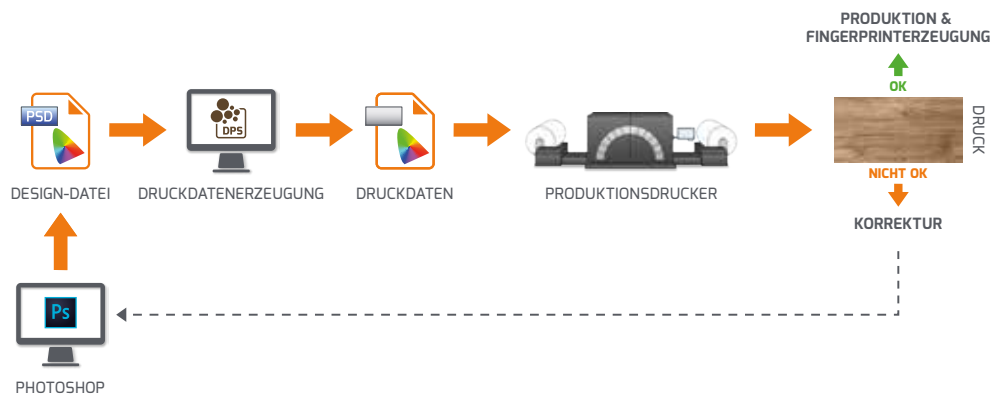 PRODUKTION &
FINGERPRINTERZEUGUNG
OK
PSD
DPS
DRUCK
NICHT OK
DESIGN-DATEI
DRUCKDATENERZEUGUNG
DRUCKDATEN
PRODUKTIONSDRUCKER
KORREKTUR
Ps
PHOTOSHOP